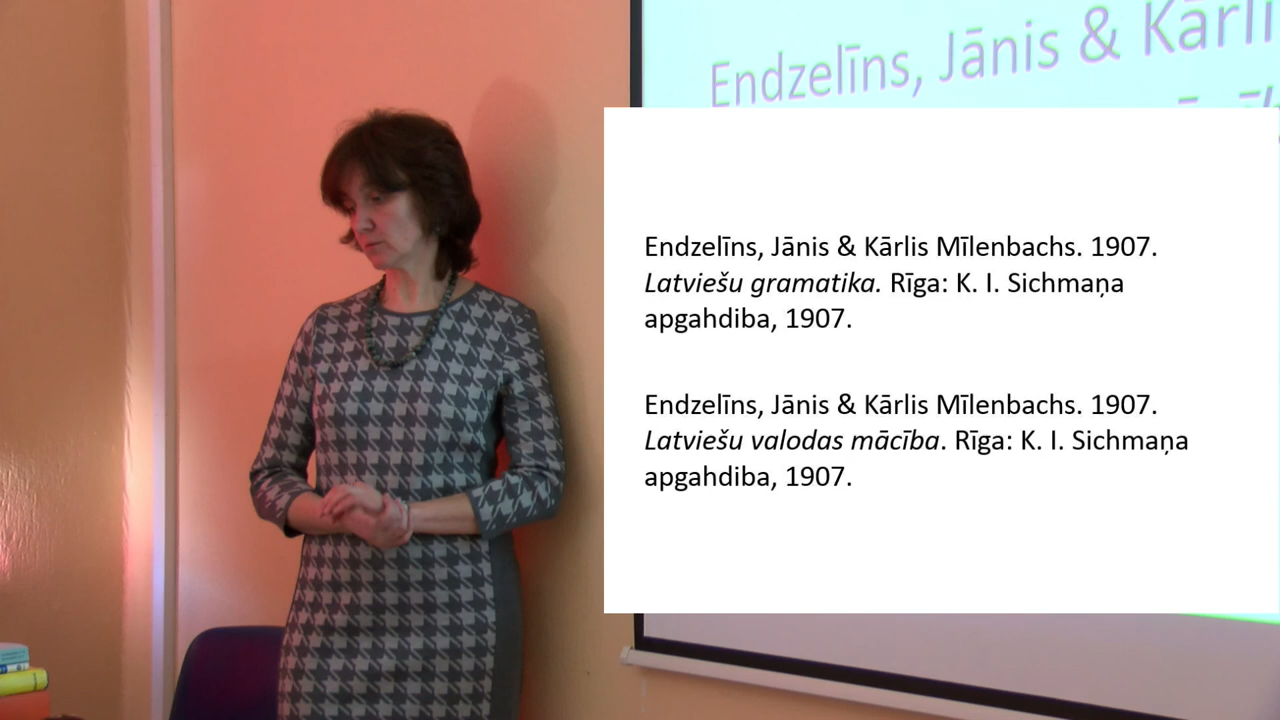 Endzelīns, Jānis & Kārli
Endzelīns, Jānis & Kārlis Mīlenbachs. 1907.
Latviešu gramatika. Rīga: K. I. Sichmaņa
apgahdiba, 1907.
Endzelīns, Jānis & Kārlis Mīlenbachs. 1907.
Latviešu valodas mācība. Rīga: K. I. Sichmaņa
apgahdiba, 1907.